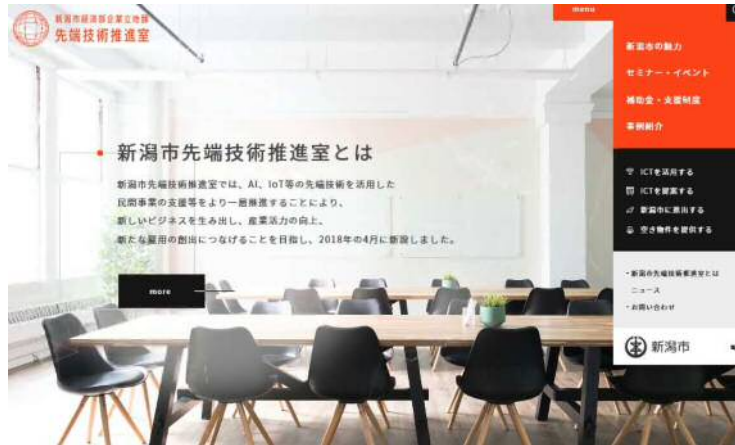 新潟市経済部企業立地課
先端技術推進室
menu
新潟市の魅力
セミナー・イベント
補助金・支援制度
事例紹介
新潟市先端技術推進室とは
新潟市先端技術推進室では、AI、IoT等の先端技術を活用した
民間事業の支援等をより一層推進することにより、
新しいビジネスを生み出し、産業活力の向上、
新たな雇用の創出につなげることを目指し、2018年の4月に新設しました。
more
ICTを活用する
ICTを提案する
新潟市に進出する
空き物件を提供する
・新潟市先端技術推進室とは
ニュース
・お問い合わせ
新潟市